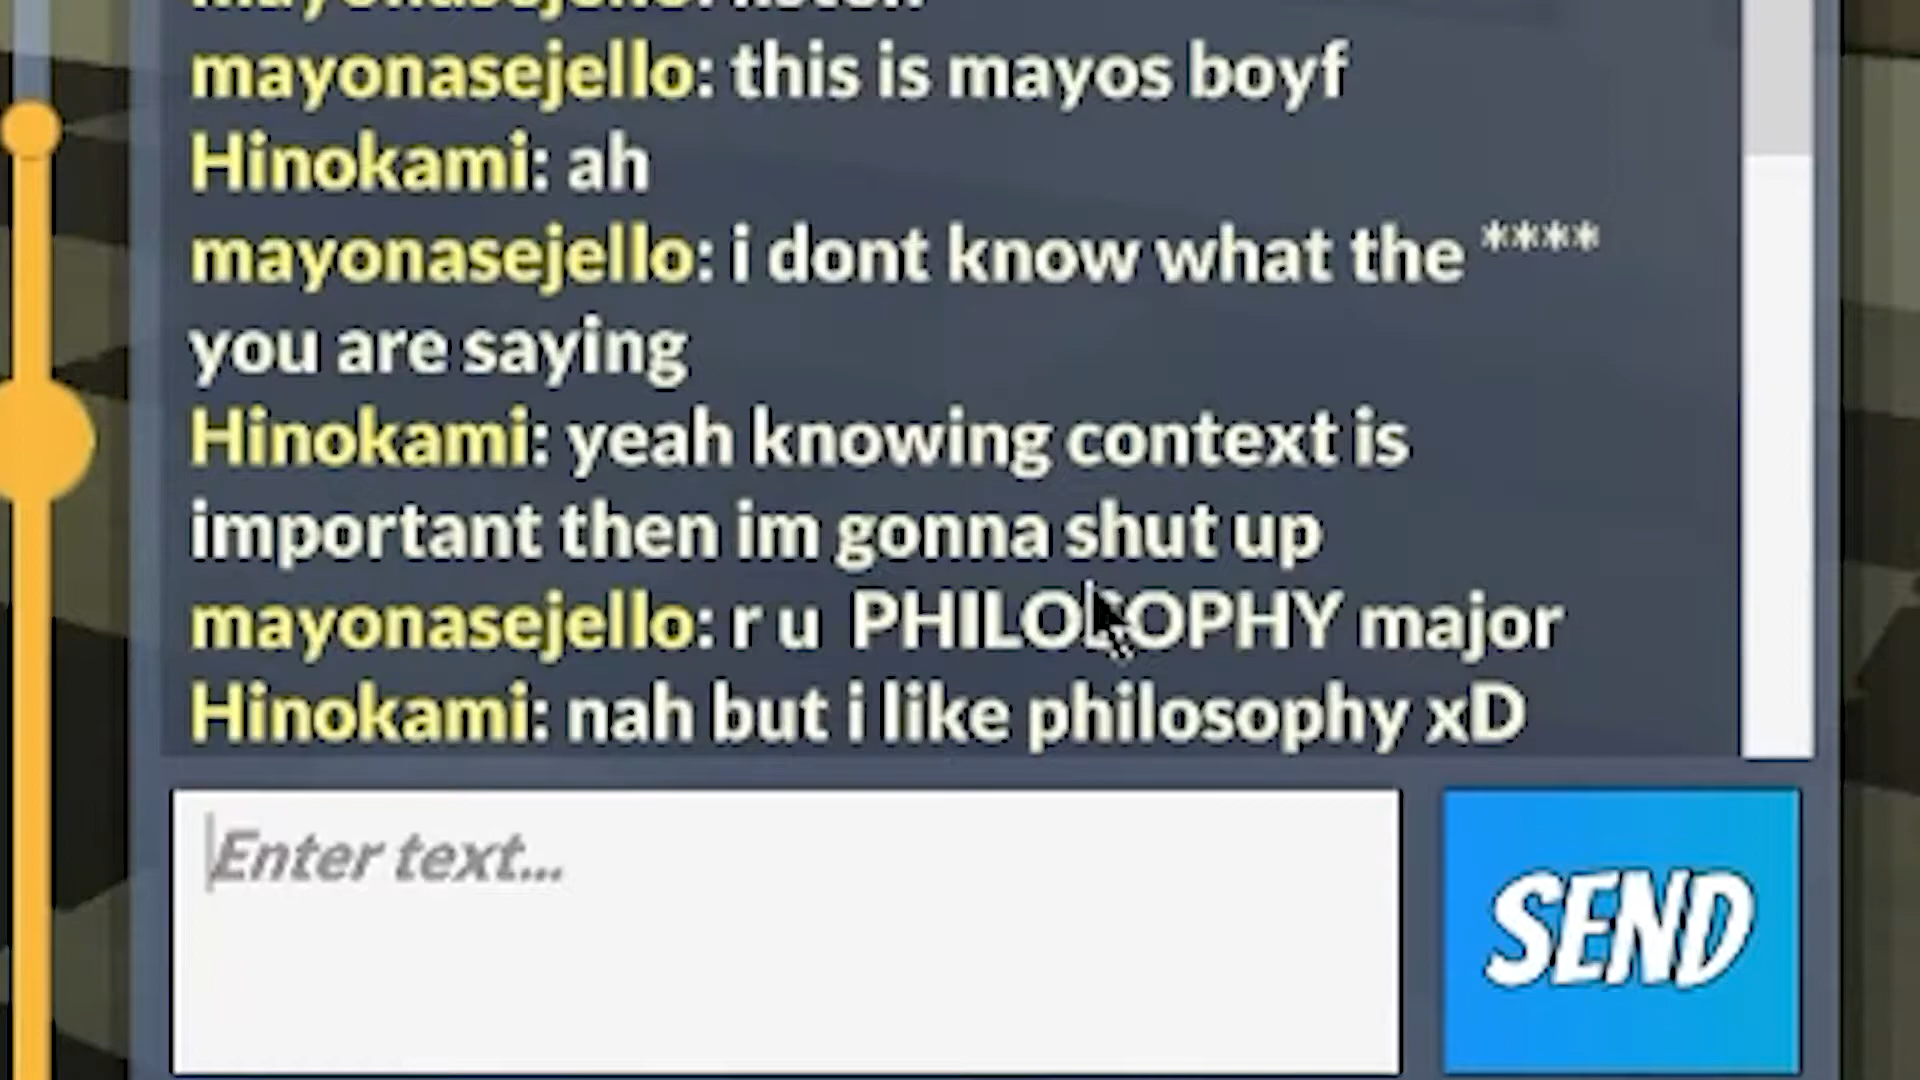 mayonasejello: listen
mayonasejello: this is mayos boyf
Hinokami: ah
mayonasejello: i dont know what the ****
you are saying
Hinokami: yeah knowing context is
important then im gonna shut up
mayonasejello: r u PHILOSOPHY major
Hinokami: nah but i like philosophy xD
Enter text...
SEND